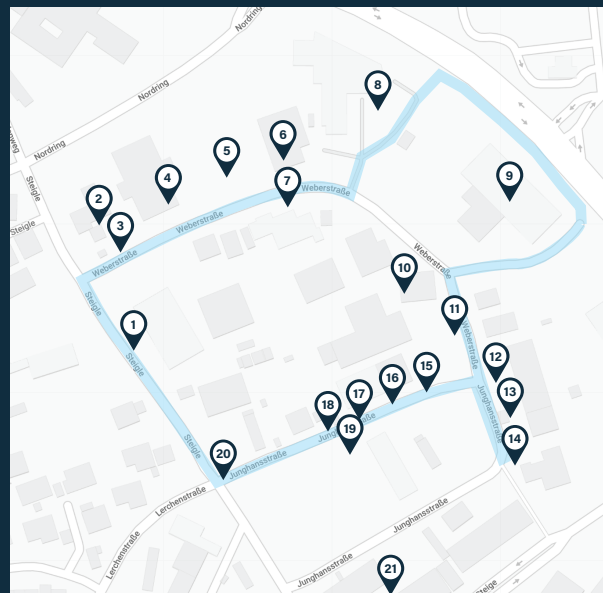 Nordring
Nordring
Nordring
Steigle
Steigle
8
6
5
4
9
7
Weberstraße
2
3
Weberstraße
Weberstraße
Weberstraße
10
Steigle
11
Weberstraße
1
Steigle
12
15
16
13
17
18
Junghansstraße
19
14
Steigle
20
Junghansstraße
Lerchenstraße
Junghansstraße
Lerchenstraße
Junghansstraße
21
Steige